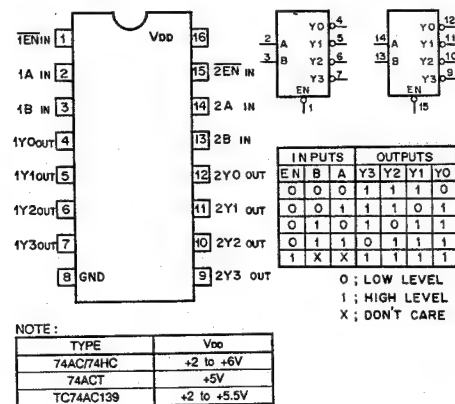 1 ENIN
VDD 16
2 1A IN
15 2EN IN
3 1B IN
14 2A IN
4 1Y0OUT
13 2B IN
5 1Y1OUT
12 2Y0 OUT
6 1Y2OUT
11 2Y1 OUT
7 1Y3OUT
10 2Y2 OUT
8 GND
9 2Y3 OUT
2 A Y0 4
3 B Y1 5
Y2 6
Y3 7
EN
1
14 A Y0 12
13 B Y1 11
Y2 10
Y3 9
EN
15
INPUTS OUTPUTS
EN B A Y3 Y2 Y1 Y0
0 0 0 1 1 1 0
0 0 1 1 1 0 1
0 1 0 1 0 1 1
0 1 1 0 1 1 1
1 X X 1 1 1 1
0 ; LOW LEVEL
1 ; HIGH LEVEL
X ; DON'T CARE
NOTE :
TYPE VDD
74AC/74HC +2 to +6V
74ACT +5V
TC74AC139 +2 to +5.5V